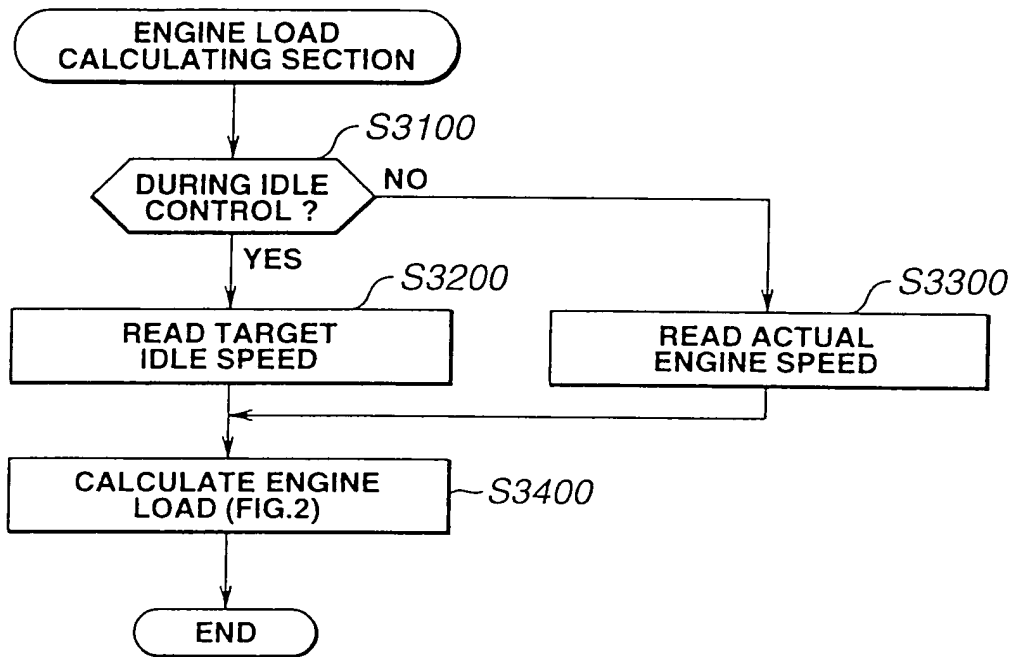 ENGINE LOAD
CALCULATING SECTION
S3100
DURING IDLE
CONTROL ?
NO
YES
S3200
READ TARGET
IDLE SPEED
S3300
READ ACTUAL
ENGINE SPEED
CALCULATE ENGINE
LOAD (FIG.2)
S3400
END